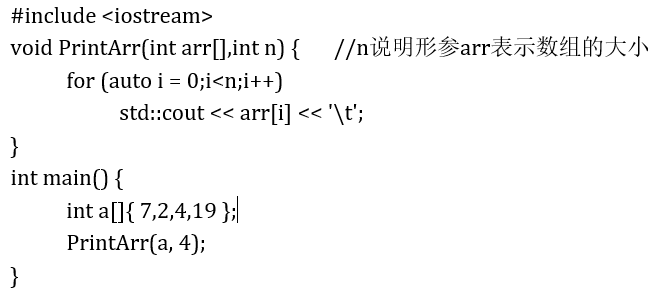 #include <iostream>
void PrintArr(int arr[],int n) { //n说明形参arr表示数组的大小
for (auto i = 0;i<n;i++)
std::cout << arr[i] << '\t';
}
int main() {
int a[]{ 7,2,4,19 };
PrintArr(a, 4);
}